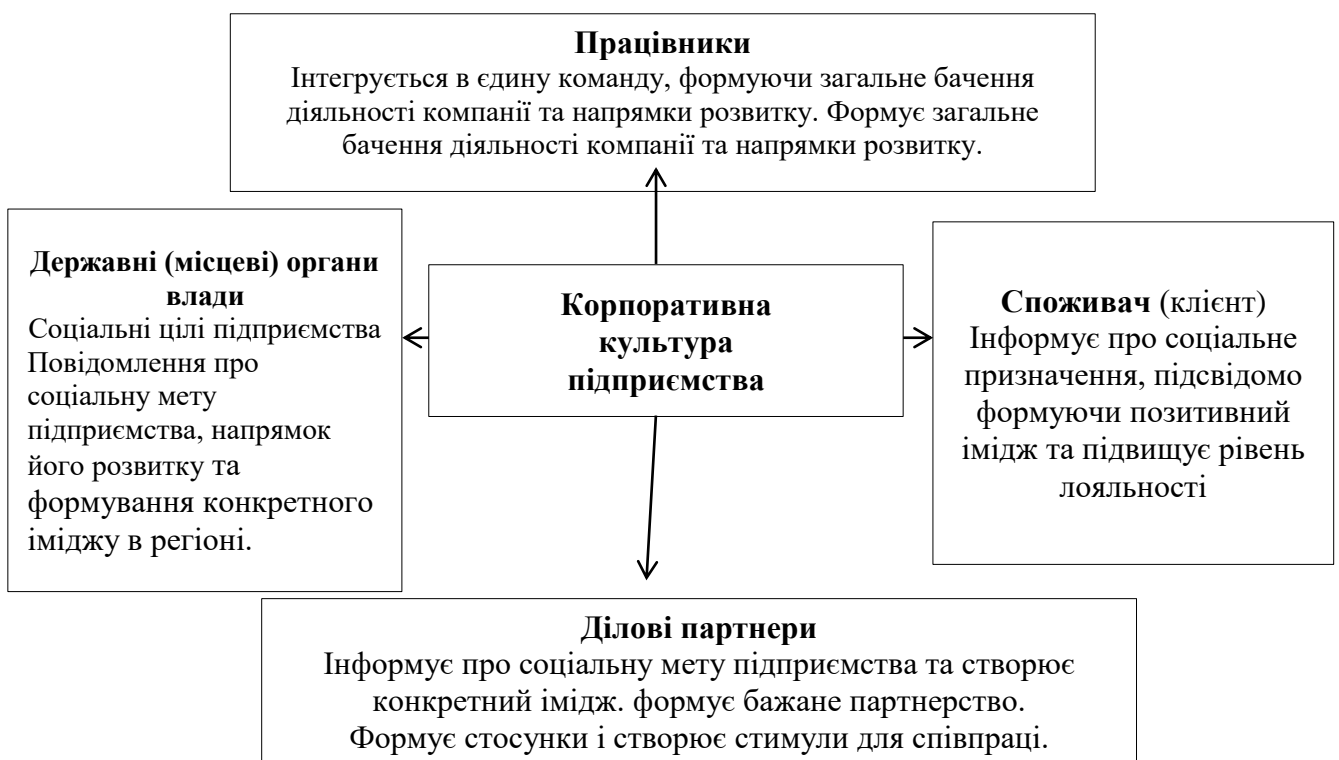 Працівники
Інтегрується в єдину команду, формуючи загальне бачення
діяльності компанії та напрямки розвитку. Формує загальне
бачення діяльності компанії та напрямки розвитку.
Державні (місцеві) органи
влади
Соціальні цілі підприємства
Повідомлення про
соціальну мету
підприємства, напрямок
його розвитку та
формування конкретного
іміджу в регіоні.
Корпоративна
культура
підприємства
Споживач (клієнт)
Інформує про соціальне
призначення, підсвідомо
формуючи позитивний
імідж та підвищує рівень
лояльності
Ділові партнери
Інформує про соціальну мету підприємства та створює
конкретний імідж. формує бажане партнерство.
Формує стосунки і створює стимули для співпраці.